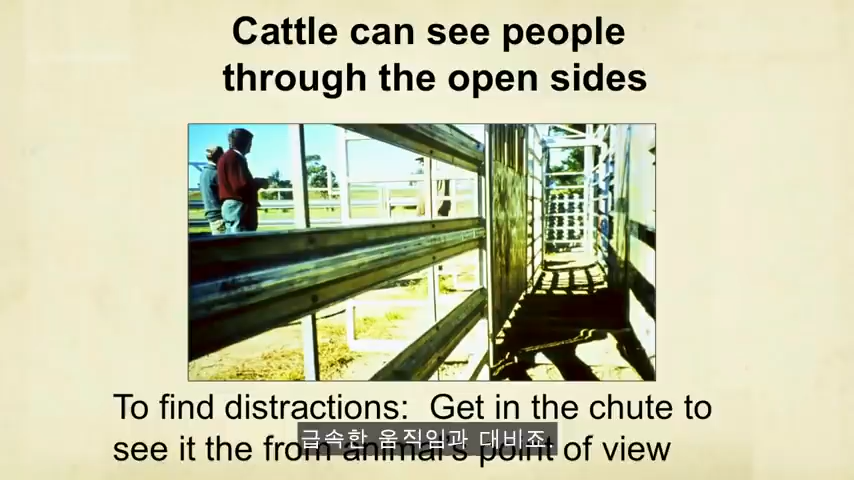 Cattle can see people
through the open sides
To find distractions:  Get in the chute to
see it the from animal's point of view
급속한 움직임과 대비죠